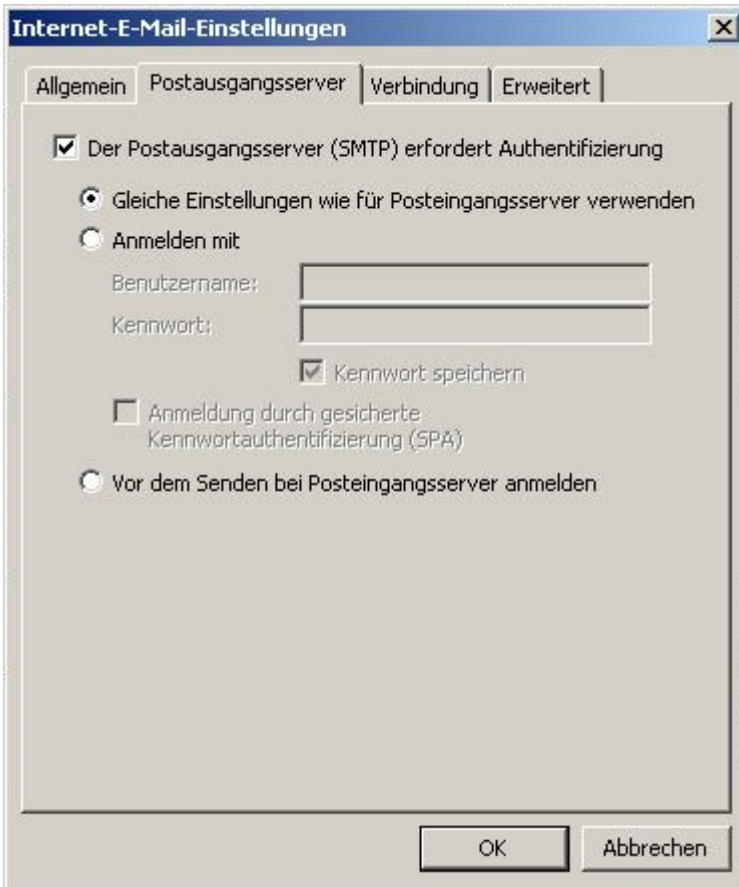 Internet-E-Mail-Einstellungen
Allgemein Postausgangsserver Verbindung Erweitert
Der Postausgangsserver (SMTP) erfordert Authentifizierung
Gleiche Einstellungen wie für Posteingangsserver verwenden
Anmelden mit
Benutzername:
Kennwort:
Kennwort speichern
Anmeldung durch gesicherte
Kennwortauthentifizierung (SPA)
Vor dem Senden bei Posteingangsserver anmelden
OK Abbrechen